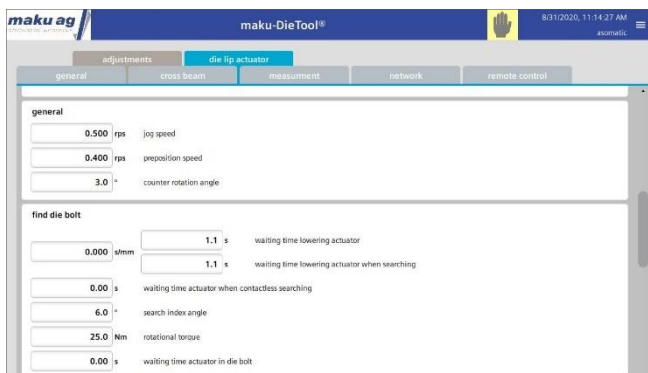 maku ag
maku-DieTool®
8/31/2020, 11:14:27 AM
asomatic
adjustments
die lip actuator
general
cross beam
measurment
network
remote control
general
0.500 rps jog speed
0.400 rps preposition speed
3.0 ° counter rotation angle
find die bolt
0.000 s/mm
1.1 s waiting time lowering actuator
1.1 s waiting time lowering actuator when searching
0.00 s waiting time actuator when contactless searching
6.0 ° search index angle
25.0 Nm rotational torque
0.00 s waiting time actuator in die bolt